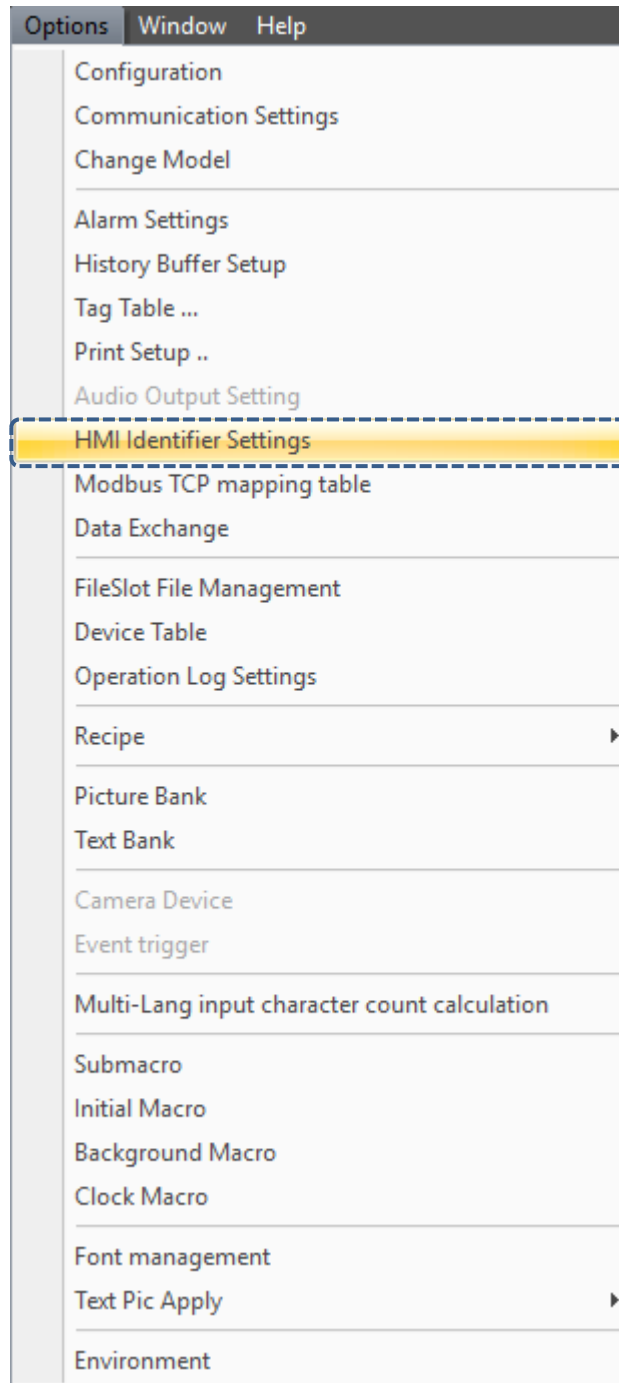 Options Window Help
Configuration
Communication Settings
Change Model
Alarm Settings
History Buffer Setup
Tag Table ...
Print Setup ..
Audio Output Setting
HMI Identifier Settings
Modbus TCP mapping table
Data Exchange
FileSlot File Management
Device Table
Operation Log Settings
Recipe
Picture Bank
Text Bank
Camera Device
Event trigger
Multi-Lang input character count calculation
Submacro
Initial Macro
Background Macro
Clock Macro
Font management
Text Pic Apply
Environment